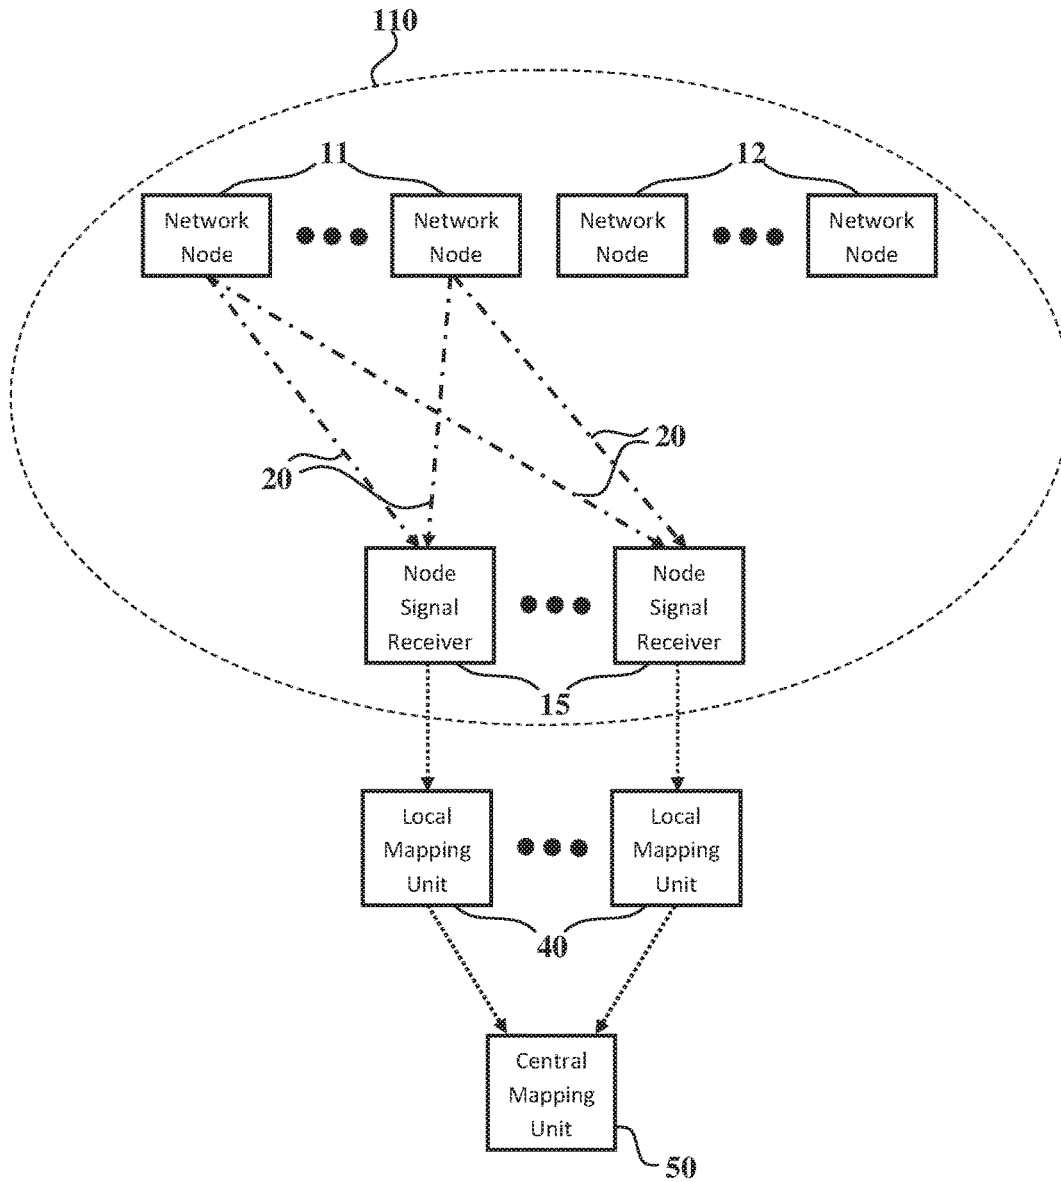 110
11
12
Network
Node
Network
Node
Network
Node
Network
Node
20
20
Node
Signal
Receiver
Node
Signal
Receiver
15
Local
Mapping
Unit
Local
Mapping
Unit
40
Central
Mapping
Unit
50